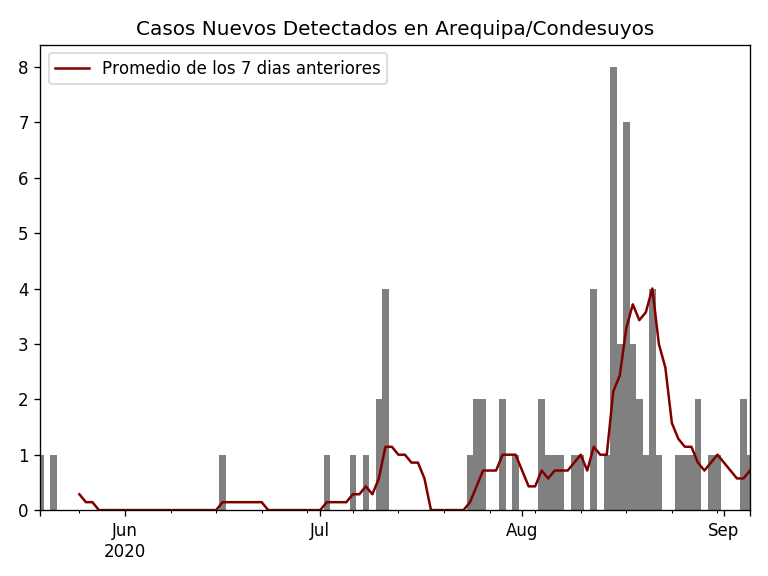 Casos Nuevos Detectados en Arequipa/Condesuyos
Promedio de los 7 dias anteriores
8
7
6
5
4
3
2
1
0
Jun
2020
Jul
Aug
Sep